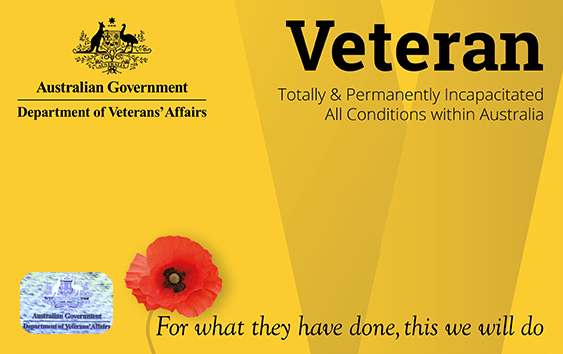 Australian Government
Department of Veterans' Affairs
Veteran
Totally & Permanently Incapacitated
All Conditions within Australia
Australian Government
Department of Veterans' Affairs
For what they have done, this we will do